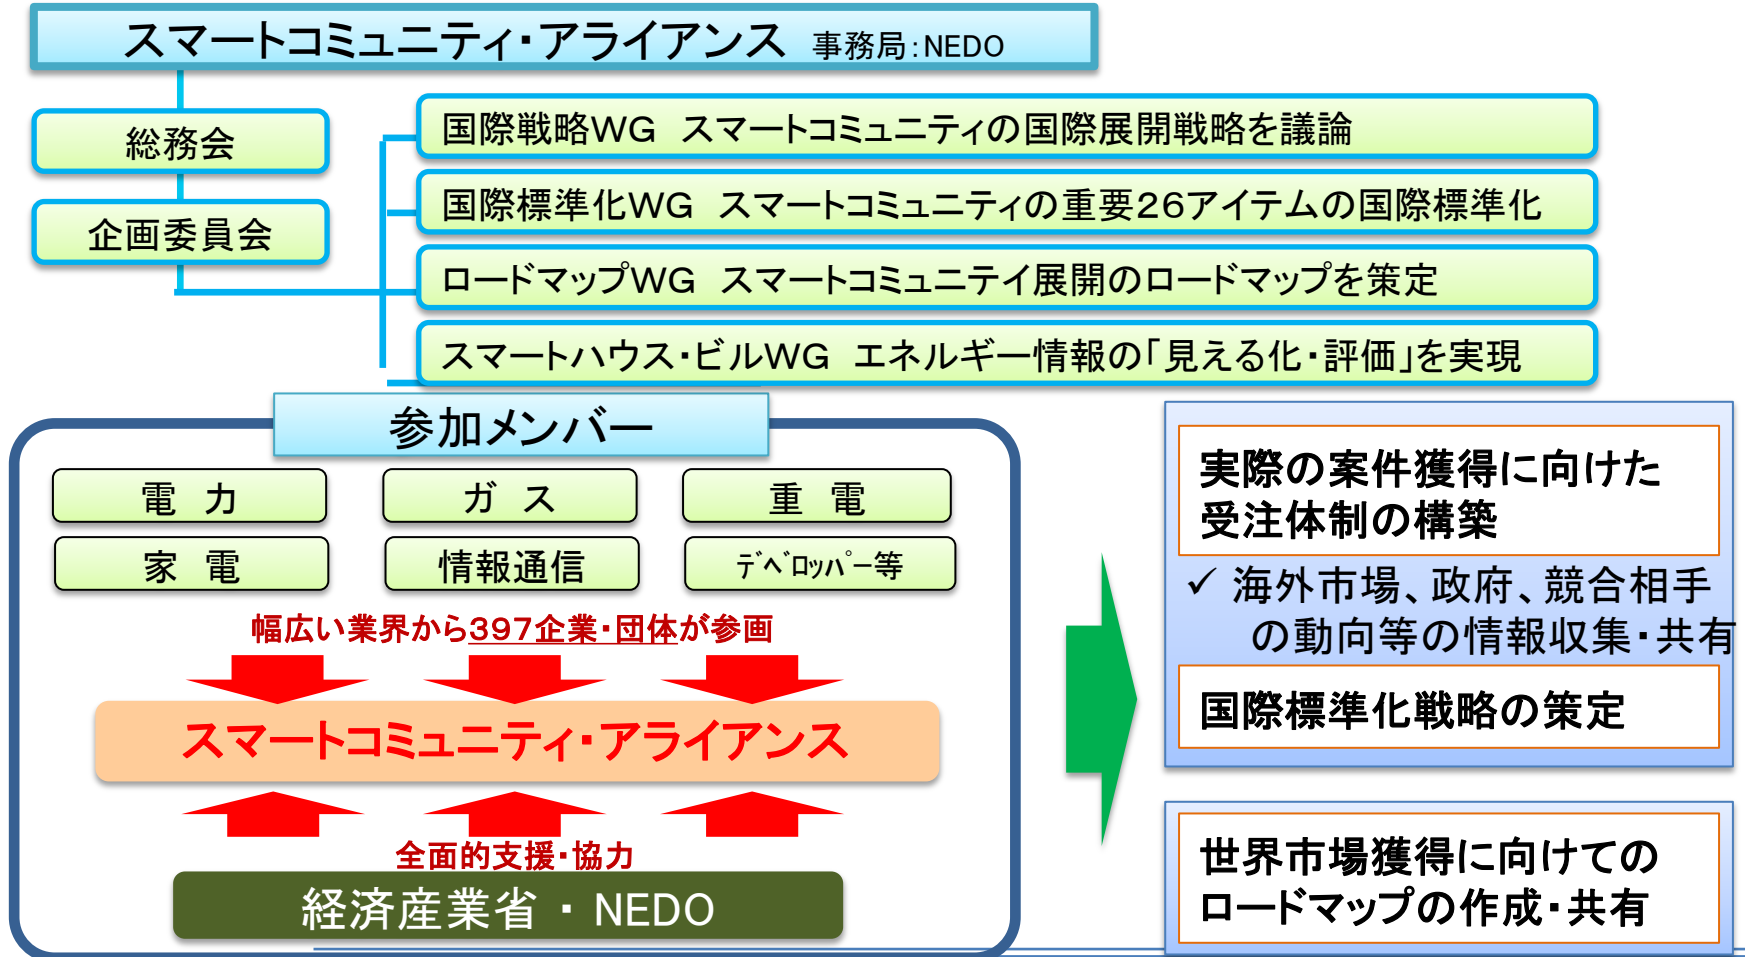 スマートコミュニティ・アライアンス 事務局：NEDO
総務会
企画委員会
国際戦略WG スマートコミュニティの国際展開戦略を議論
国際標準化WG スマートコミュニティの重要26アイテムの国際標準化
ロードマップWG スマートコミュニテイ展開のロードマップを策定
スマートハウス・ビルWG エネルギー情報の「見える化・評価」を実現
参加メンバー
電 力
ガ ス
重 電
家 電
情報通信
ﾃﾞﾍﾞﾛｯﾊﾟｰ等
幅広い業界から397企業・団体が参画
スマートコミュニティ・アライアンス
全面的支援・協力
経済産業省 ・ NEDO
実際の案件獲得に向けた
受注体制の構築
✓ 海外市場、政府、競合相手
の動向等の情報収集・共有
国際標準化戦略の策定
世界市場獲得に向けての
ロードマップの作成・共有